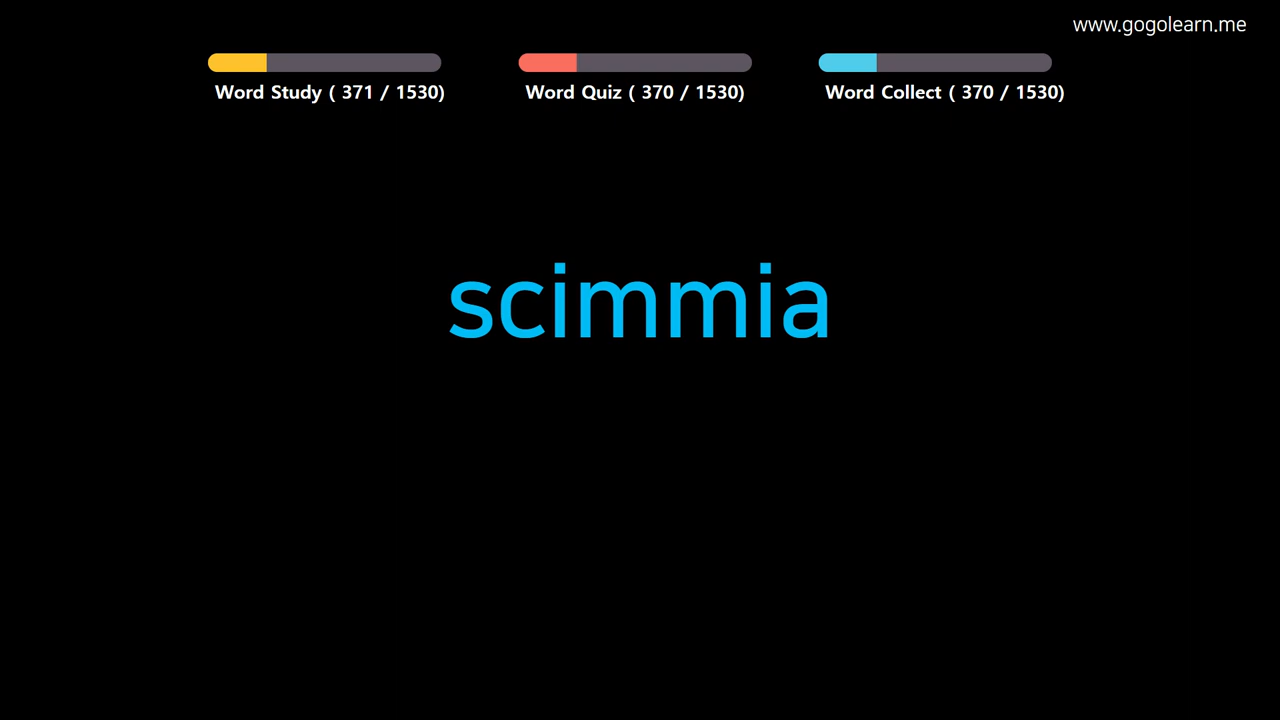 www.gogolearn.me
Word Study ( 371 / 1530)
Word Quiz ( 370 / 1530)
Word Collect ( 370 / 1530)
scimmia